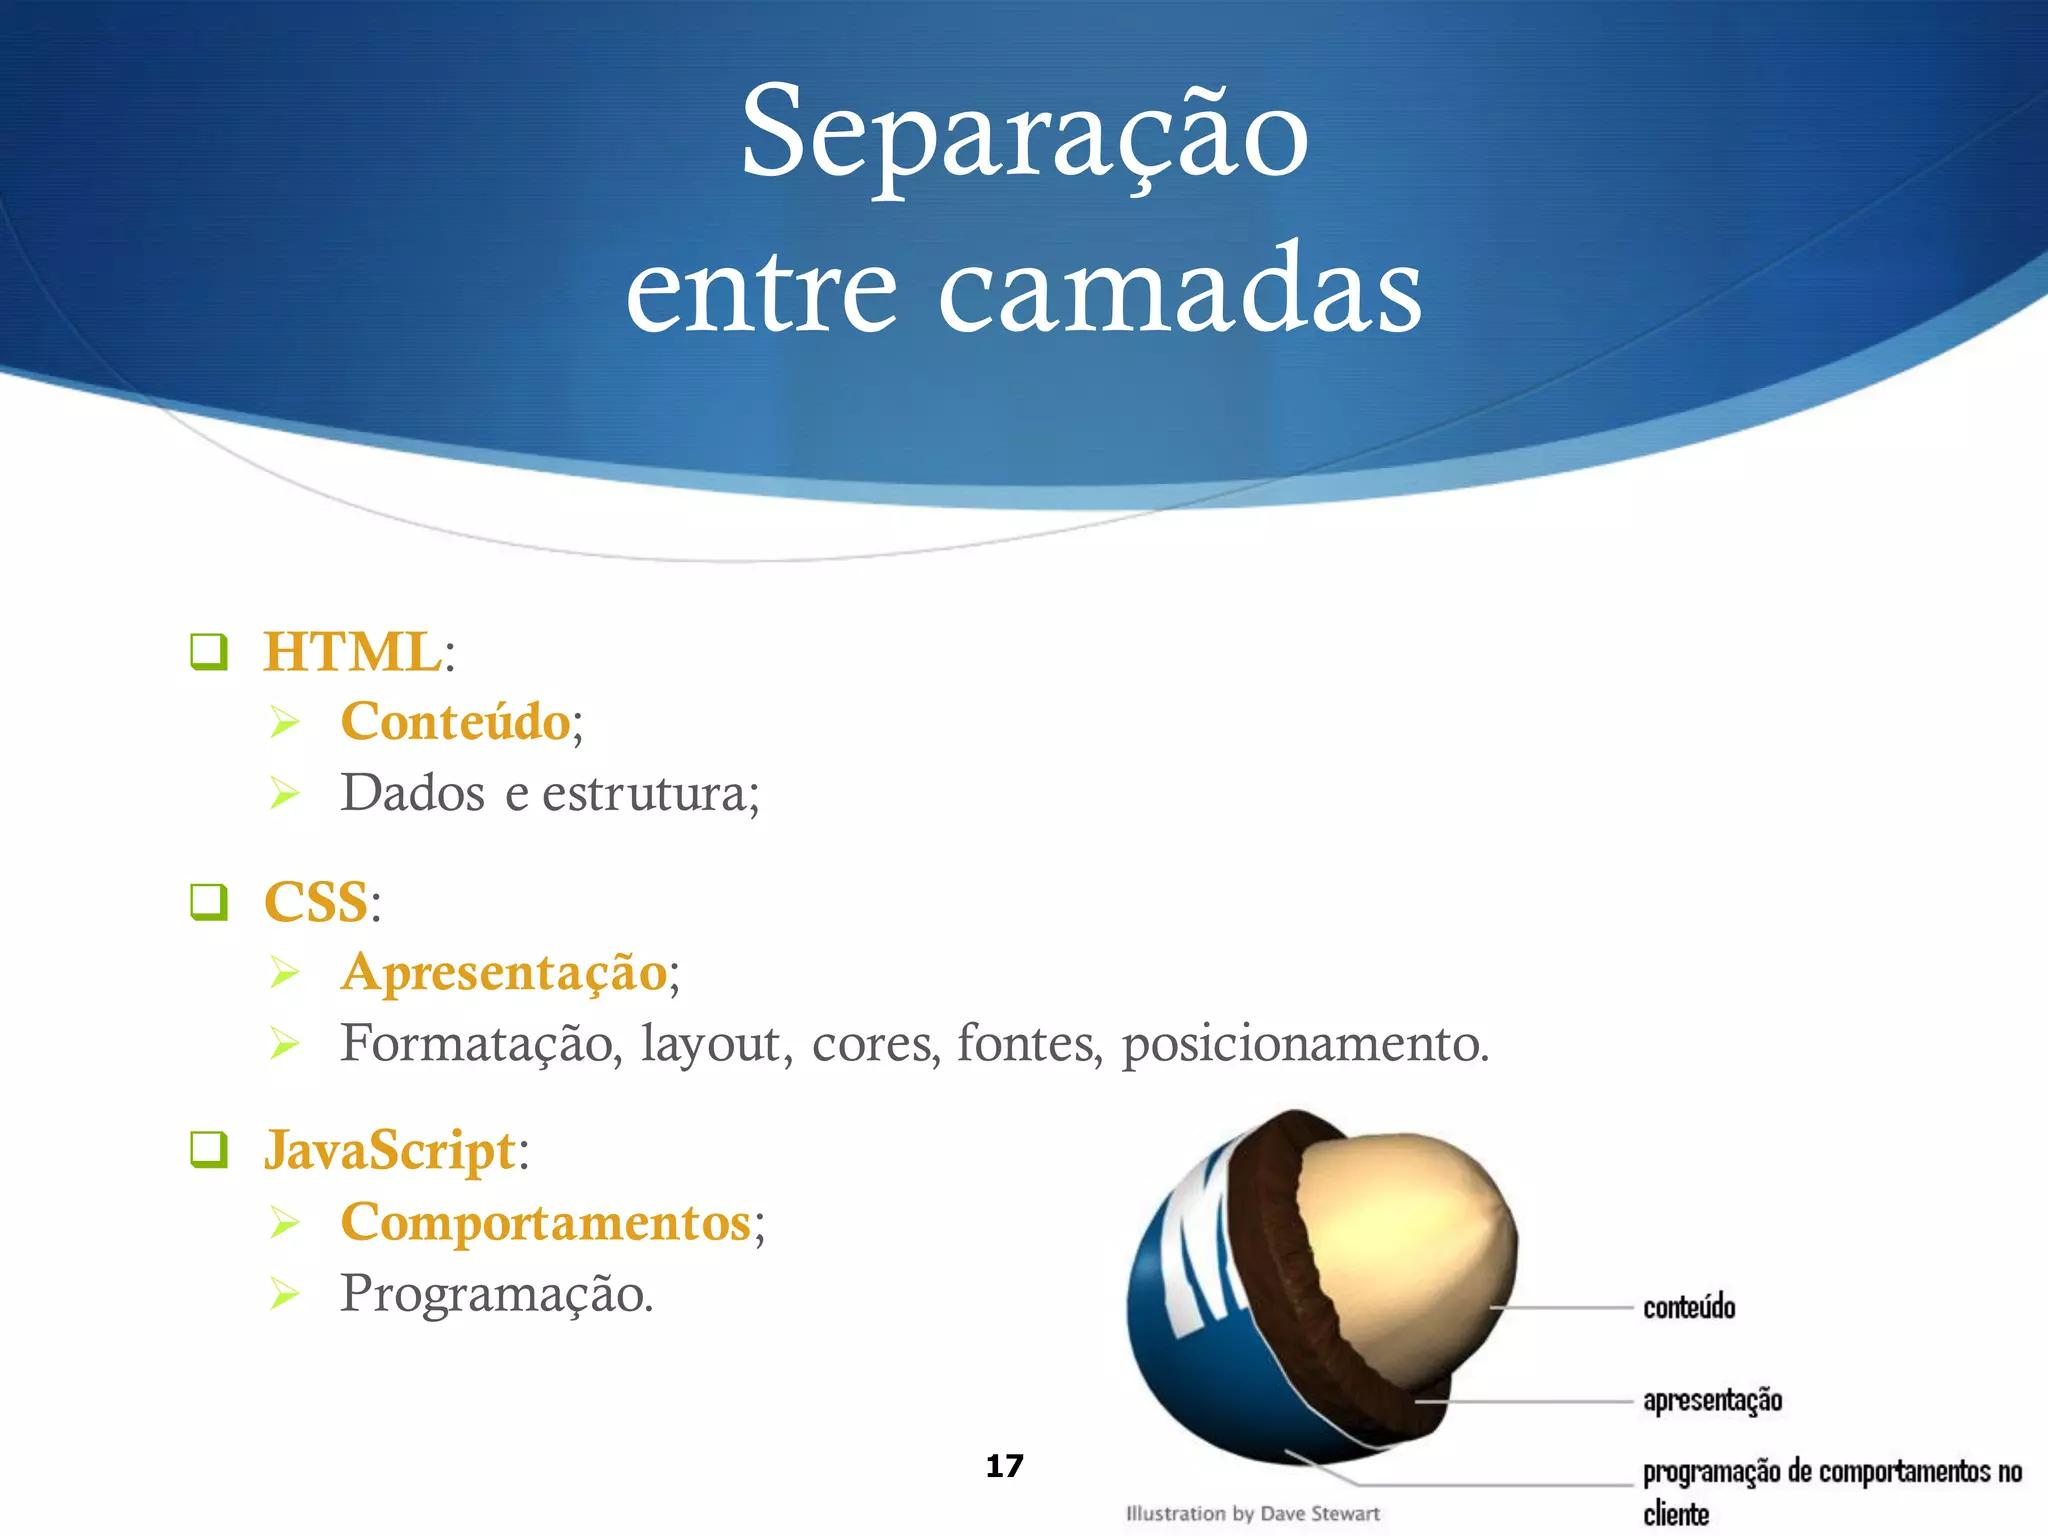 Separação
entre camadas
HTML:
Conteúdo;
Dados e estrutura;
CSS:
Apresentação;
Formatação, layout, cores, fontes, posicionamento.
JavaScript:
Comportamentos;
Programação.
M
conteúdo
apresentação
programação de comportamentos no
cliente
17
Illustration by Dave Stewart